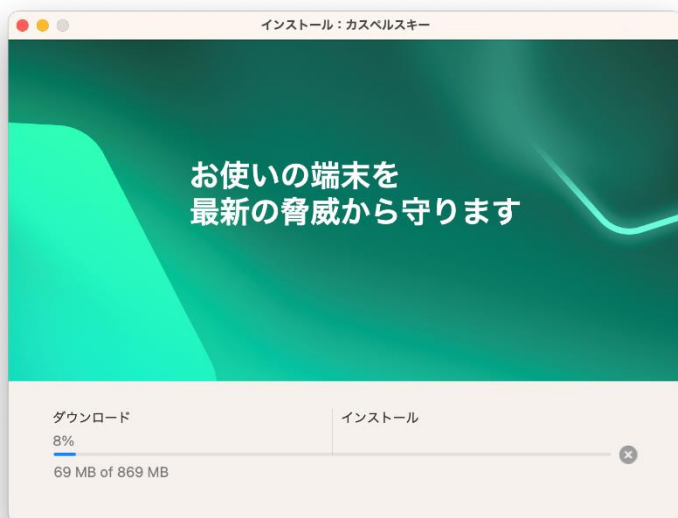 インストール：カスペルスキー
お使いの端末を
最新の脅威から守ります
ダウンロード
インストール
8%
69 MB of 869 MB